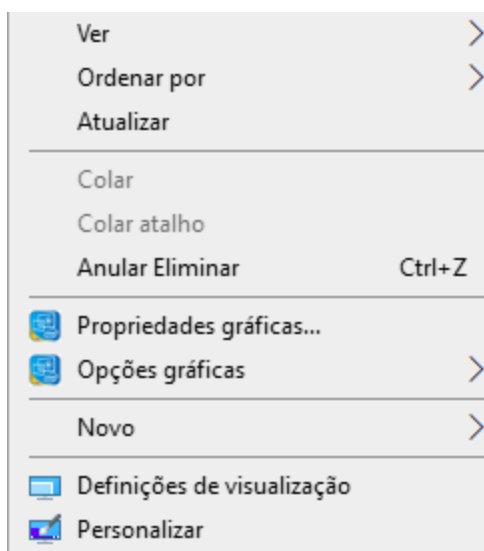 Ver
Ordenar por
Atualizar
Colar
Colar atalho
Anular Eliminar Ctrl+Z
Propriedades gráficas...
Opções gráficas
Novo
Definições de visualização
Personalizar